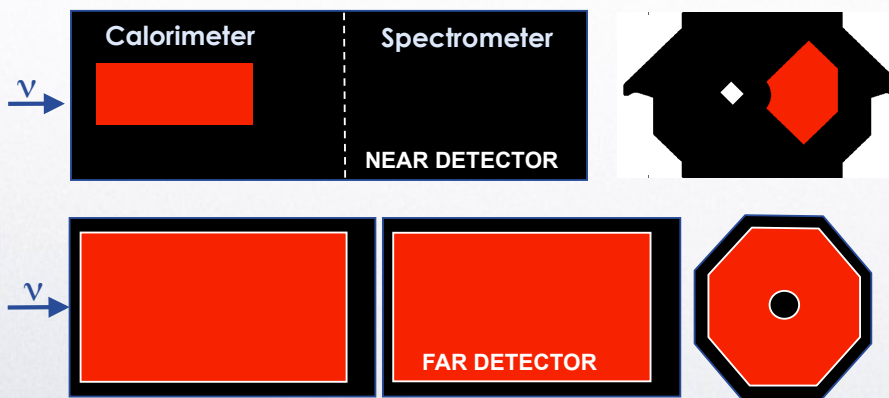 Calorimeter Spectrometer
ν
NEAR DETECTOR
ν
FAR DETECTOR